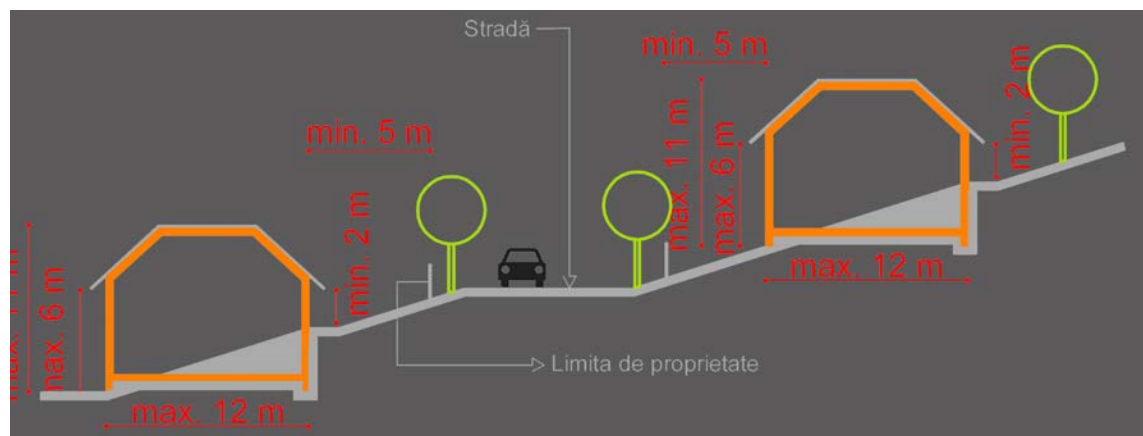 Stradă
min. 5 m
min. 5 m
max. 11 m
max. 6 m
min. 2 m
max. 12 m
min. 2 m
max. 6 m
max. 12 m
Limita de proprietate